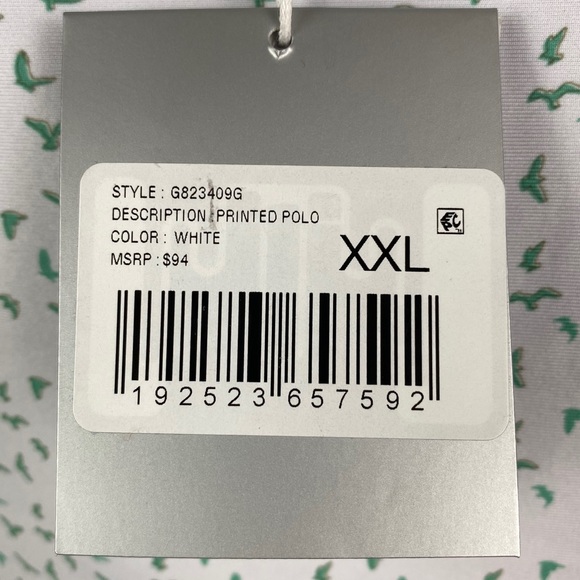 STYLE : G823409G
DESCRIPTION : PRINTED POLO
COLOR : WHITE
MSRP : $94
XXL
192523 657592